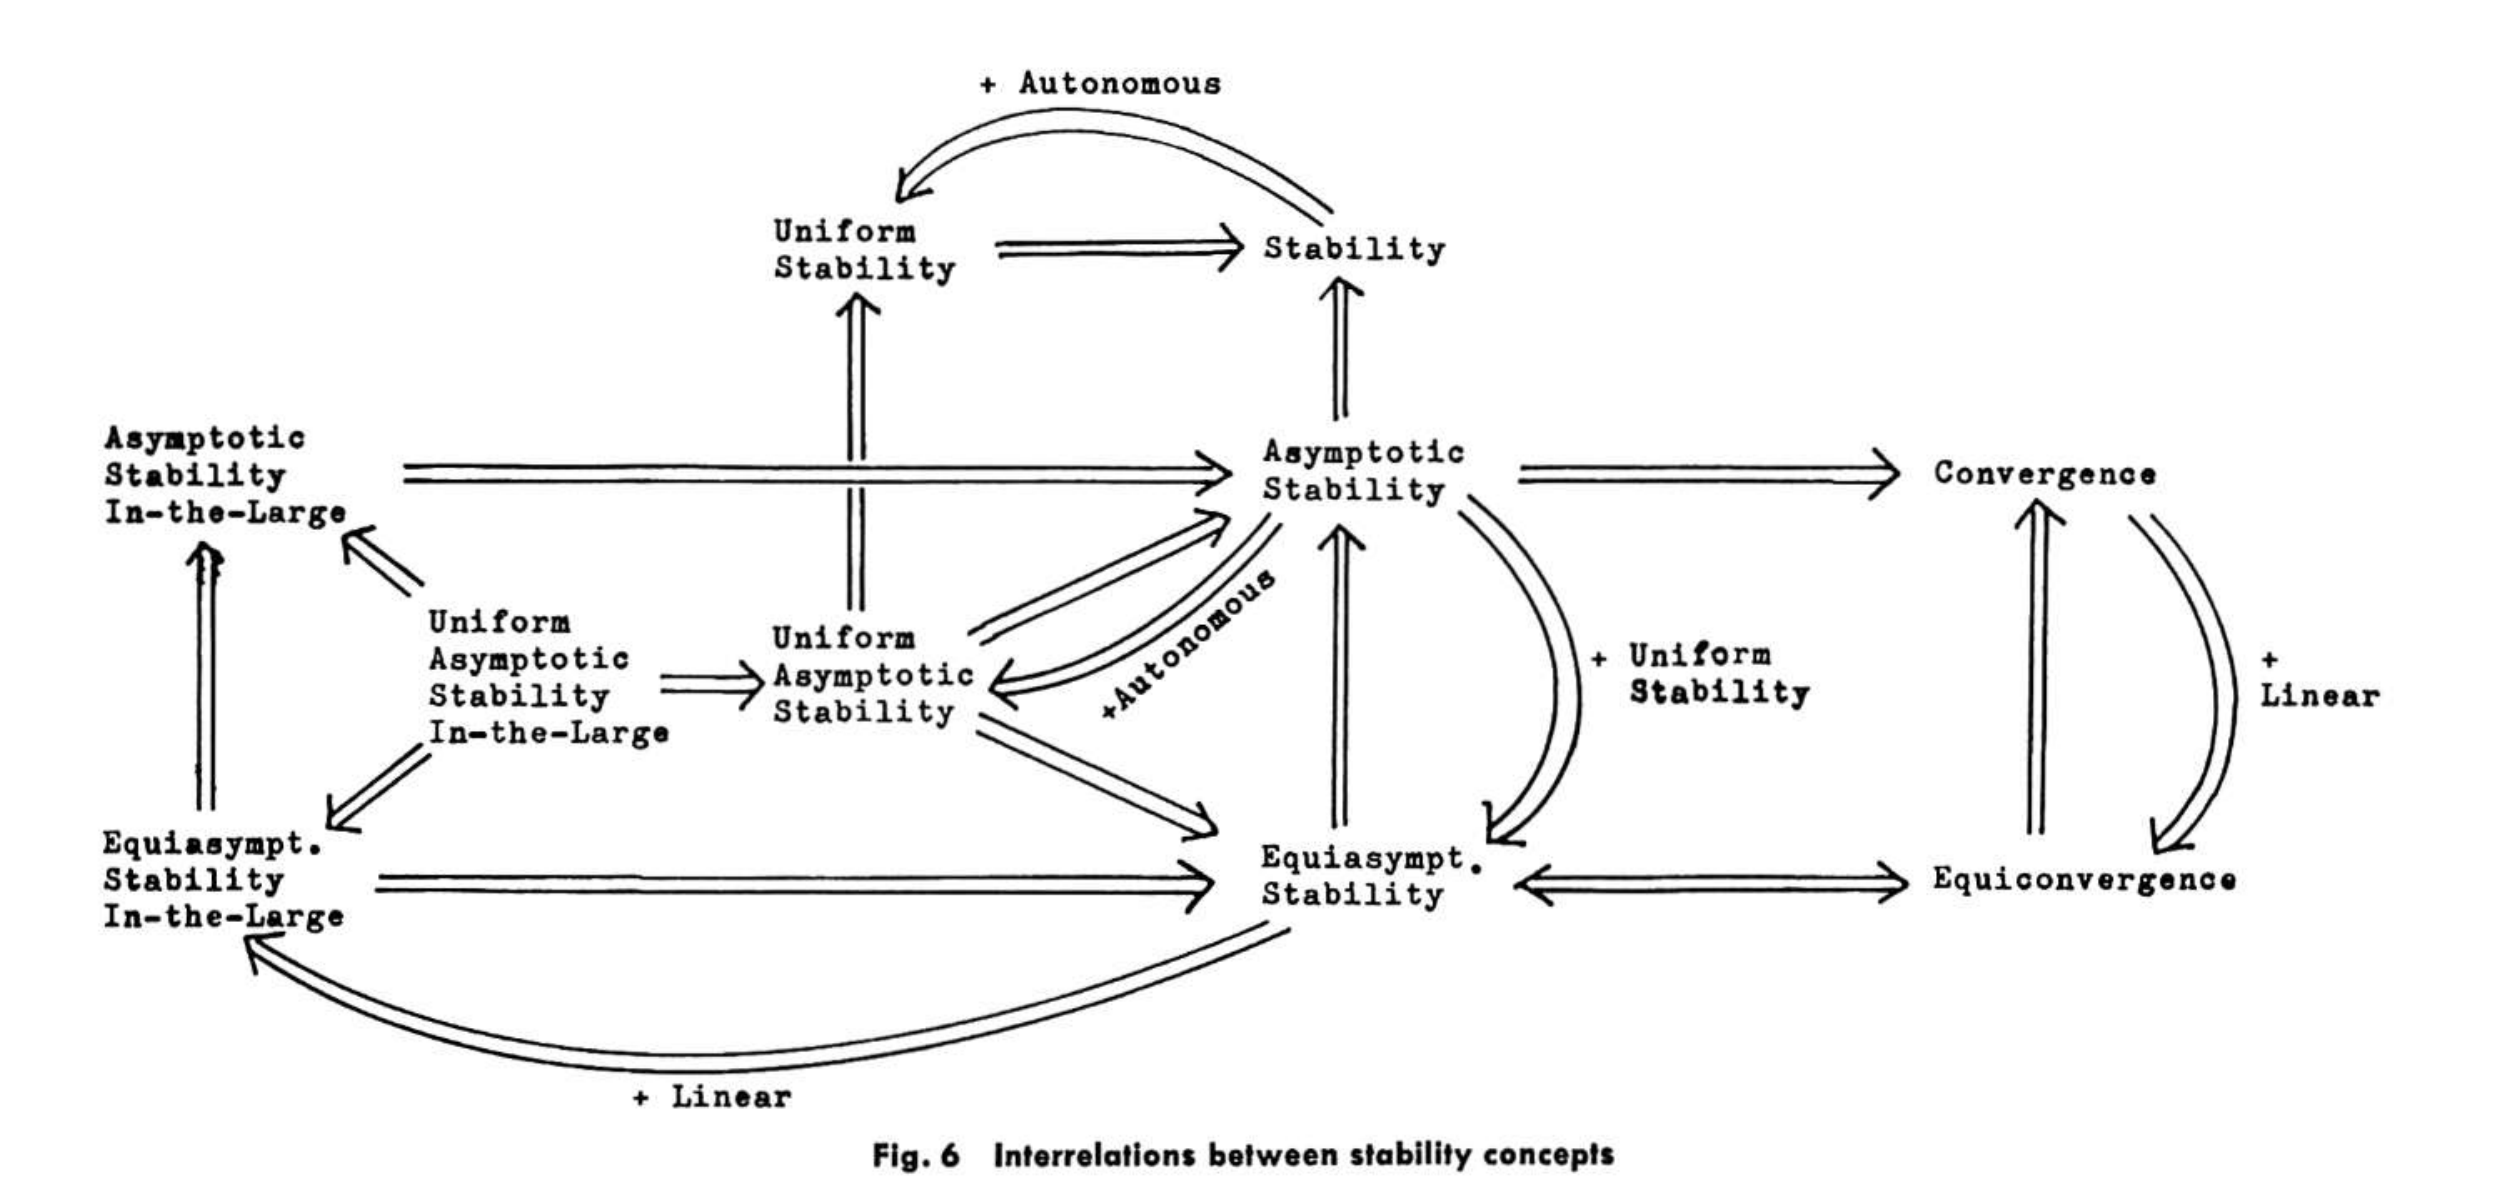 + Autonomous
Uniform
Stability
Stability
Asymptotic
Stability
In-the-Large
Asymptotic
Stability
Convergence
Uniform
Asymptotic
Stability
In-the-Large
Uniform
Asymptotic
Stability
+Autonomous
+ Uniform
Stability
+
Linear
Equiasympt.
Stability
In-the-Large
Equiasympt.
Stability
Equiconvergence
+ Linear
Fig. 6 Interrelations between stability concepts